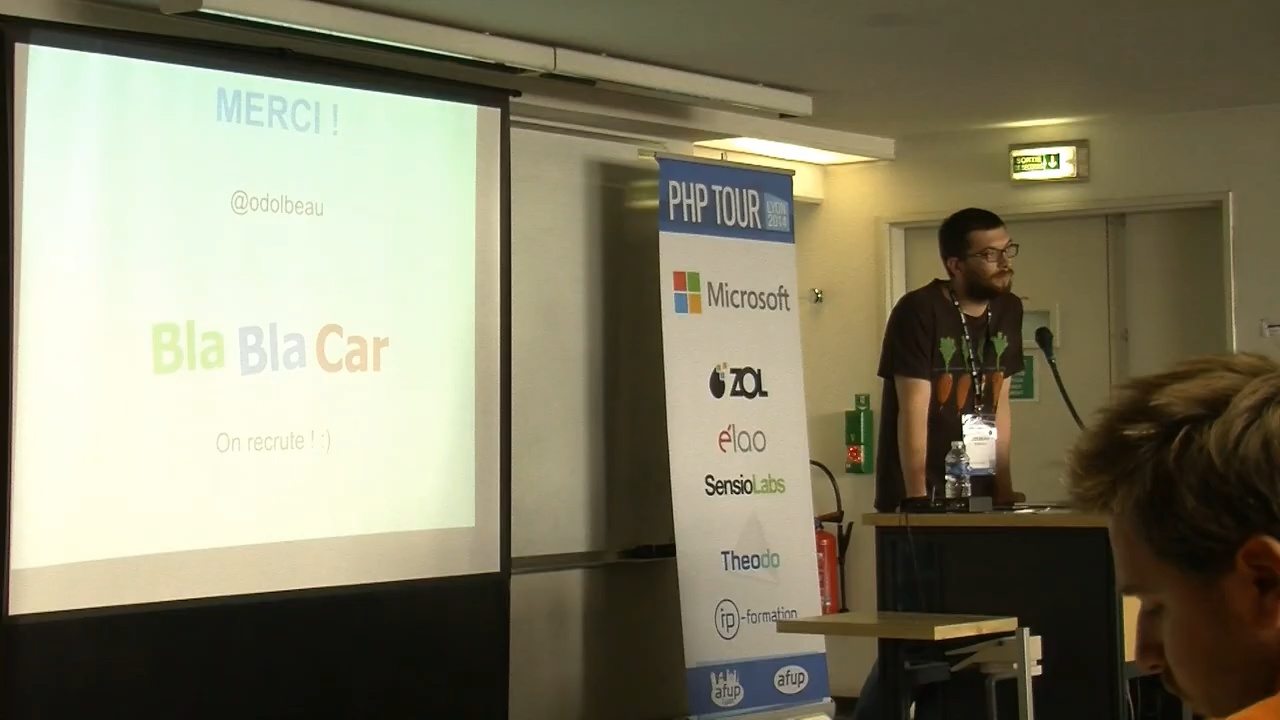 MERCI !
@odolbeau
Bla Bla Car
On recrute ! :)
PHP TOUR
LYON
2014
Microsoft
ZOL
élao
SensioLabs
Theodo
ip-formation
afup
afup
SORTIE